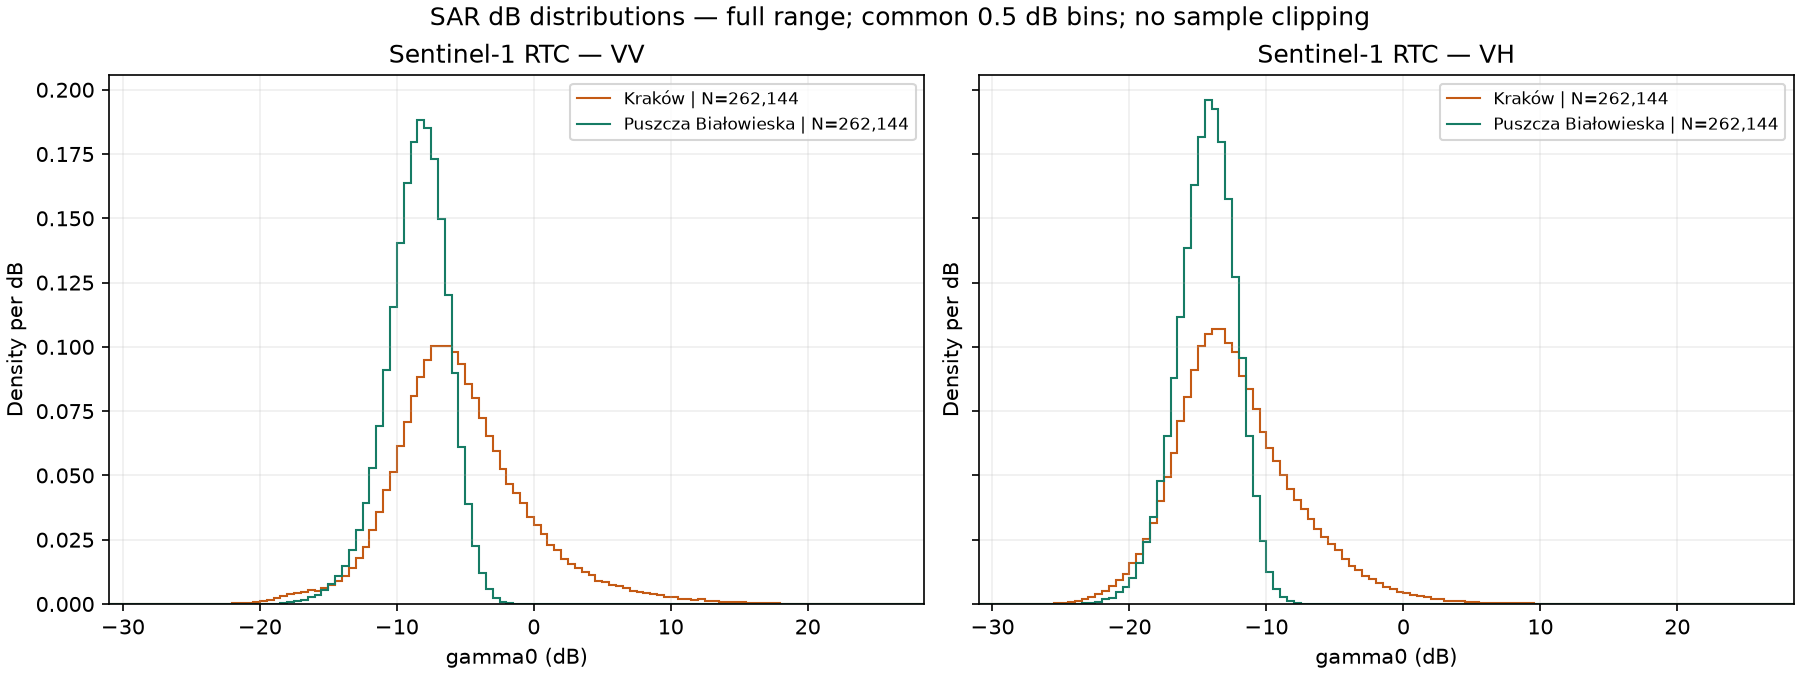 SAR dB distributions — full range; common 0.5 dB bins; no sample clipping
Sentinel-1 RTC — VV
Kraków | N=262,144
Puszcza Białowieska | N=262,144
Density per dB
0.200
0.175
0.150
0.125
0.100
0.075
0.050
0.025
0.000
−30
−20
−10
0
10
20
gamma0 (dB)
Sentinel-1 RTC — VH
Kraków | N=262,144
Puszcza Białowieska | N=262,144
Density per dB
−30
−20
−10
0
10
20
gamma0 (dB)